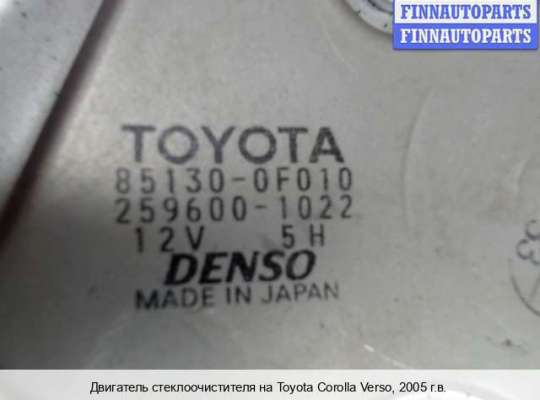 FINNAUTOPARTS
FINNAUTOPARTS
TOYOTA
85130-0F010
259600-1022
12V 5H
DENSO
MADE IN JAPAN
Двигатель стеклоочистителя на Toyota Corolla Verso, 2005 г.в.